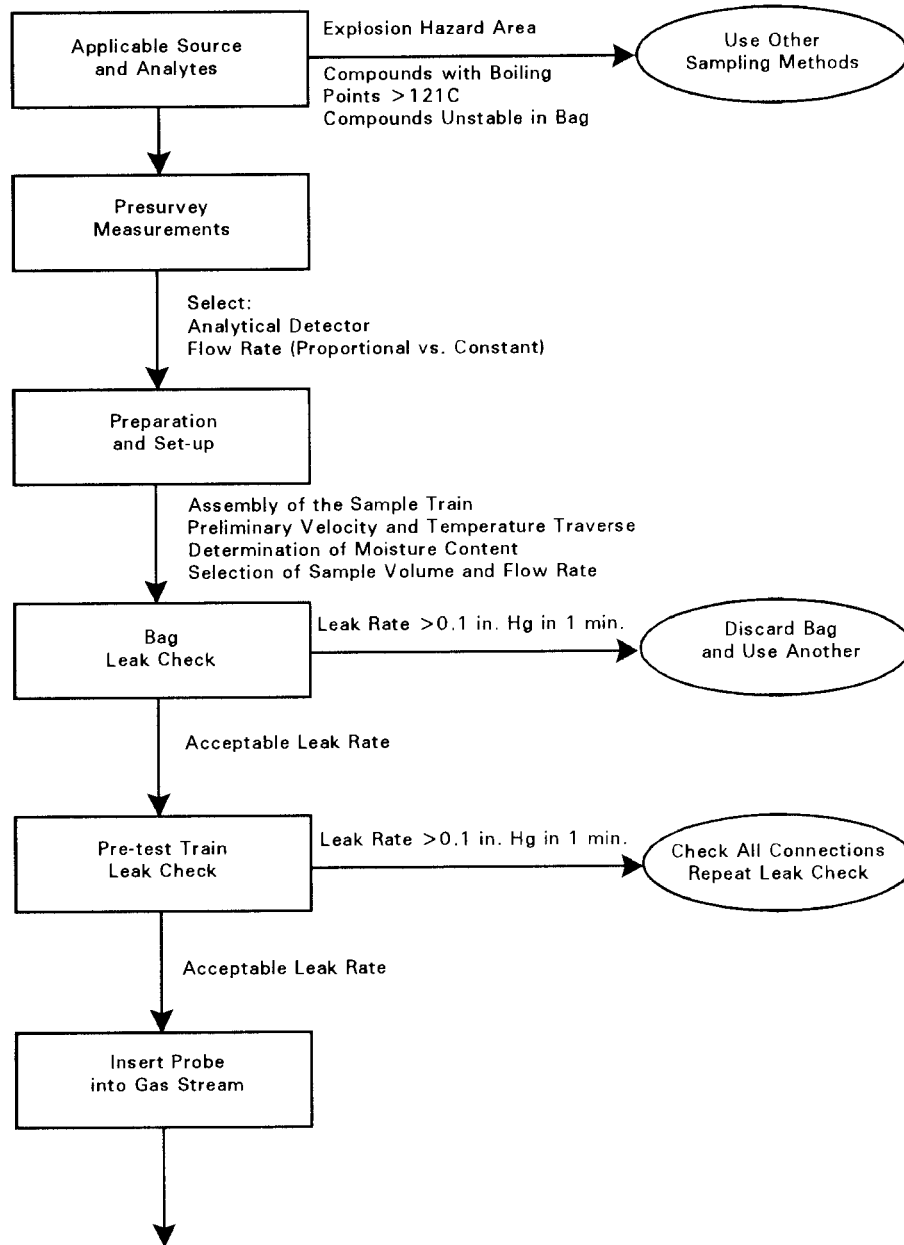 Applicable Source
and Analytes
Explosion Hazard Area
Compounds with Boiling
Points >121C
Compounds Unstable in Bag
Use Other
Sampling Methods
Presurvey
Measurements
Select:
Analytical Detector
Flow Rate (Proportional vs. Constant)
Preparation
and Set-up
Assembly of the Sample Train
Preliminary Velocity and Temperature Traverse
Determination of Moisture Content
Selection of Sample Volume and Flow Rate
Bag
Leak Check
Leak Rate >0.1 in. Hg in 1 min.
Discard Bag
and Use Another
Acceptable Leak Rate
Pre-test Train
Leak Check
Leak Rate >0.1 in. Hg in 1 min.
Check All Connections
Repeat Leak Check
Acceptable Leak Rate
Insert Probe
into Gas Stream